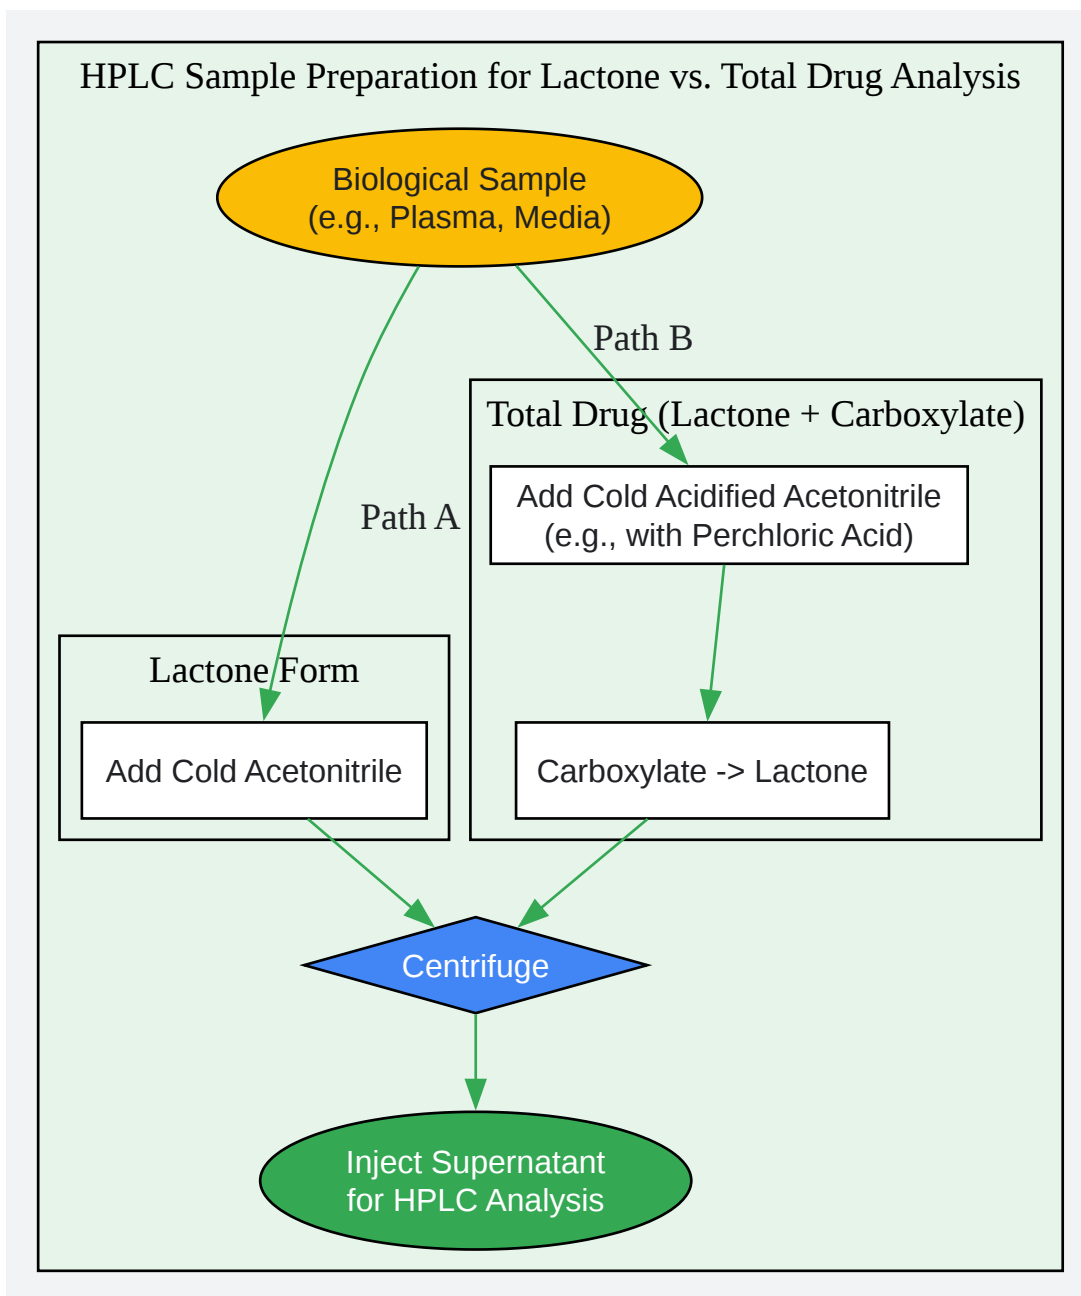 HPLC Sample Preparation for Lactone vs. Total Drug Analysis
Biological Sample
(e.g., Plasma, Media)
Path B
Total Drug (Lactone + Carboxylate)
Add Cold Acidified Acetonitrile
(e.g., with Perchloric Acid)
Path A
Lactone Form
Add Cold Acetonitrile
Carboxylate -> Lactone
Centrifuge
Inject Supernatant
for HPLC Analysis